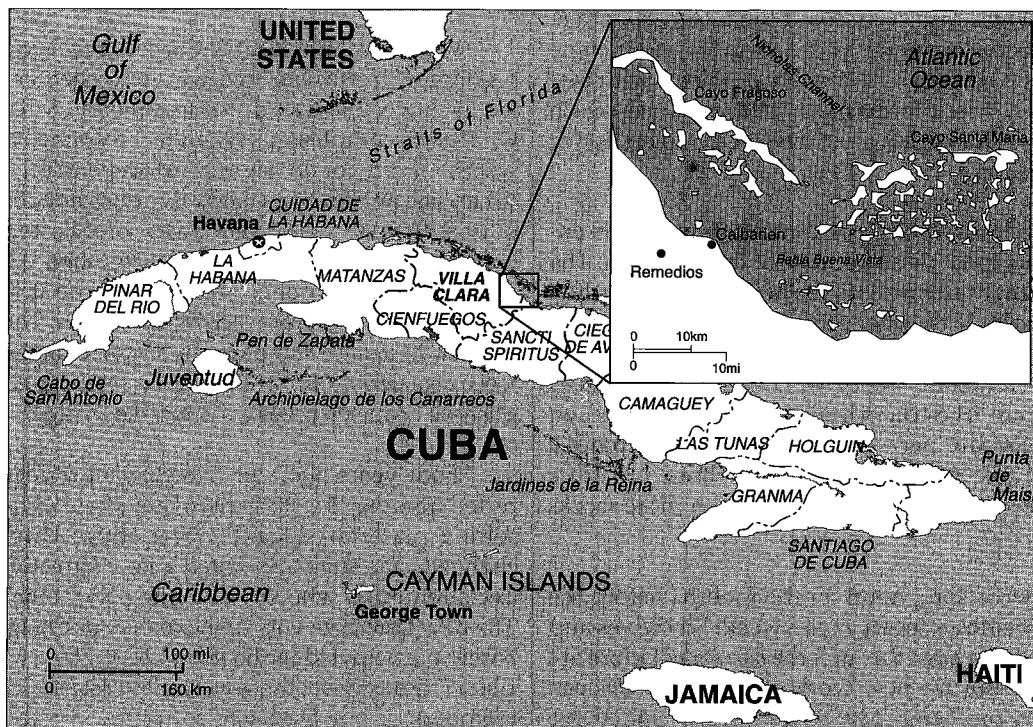 Gulf
of
Mexico
UNITED
STATES
Straits of Florida
Nicholas Channel
Atlantic
Ocean
Cayo Fragoso
Cayo Santa Maria
Caibarien
Remedios
Bahia Buena Vista
0 10km
0 10mi
CUIDAD DE
LA HABANA
Havana
LA
HABANA
PINAR
DEL RIO
MATANZAS
VILLA
CLARA
CIENFUEGOS
SANCTI
SPIRITUS
CIEG
DE AV
Pen de Zapata
Juventud
Cabo de
San Antonio
Archipielago de los Canarreos
CAMAGUEY
CUBA
LAS TUNAS
HOLGUIN
Punta
de
Mais
Jardines de la Reina
GRANMA
SANTIAGO
DE CUBA
Caribbean
CAYMAN ISLANDS
George Town
0 100 mi
0 160 km
JAMAICA
HAITI